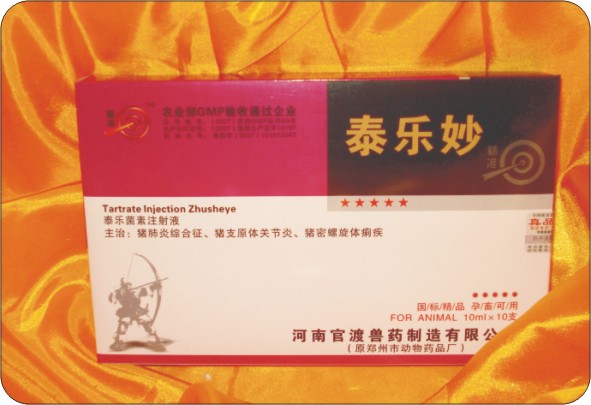 农业部GMP验收通过企业
泰乐妙
精准
★★★★★
Tartrate Injection Zhusheye
泰乐菌素注射液
主治：猪肺炎综合征、猪支原体关节炎、猪密螺旋体痢疾
真品
国/标/精/品 孕/畜/可/用
FOR ANIMAL 10ml×10支
河南官渡兽药制造有限公
（原郑州市动物药品厂）